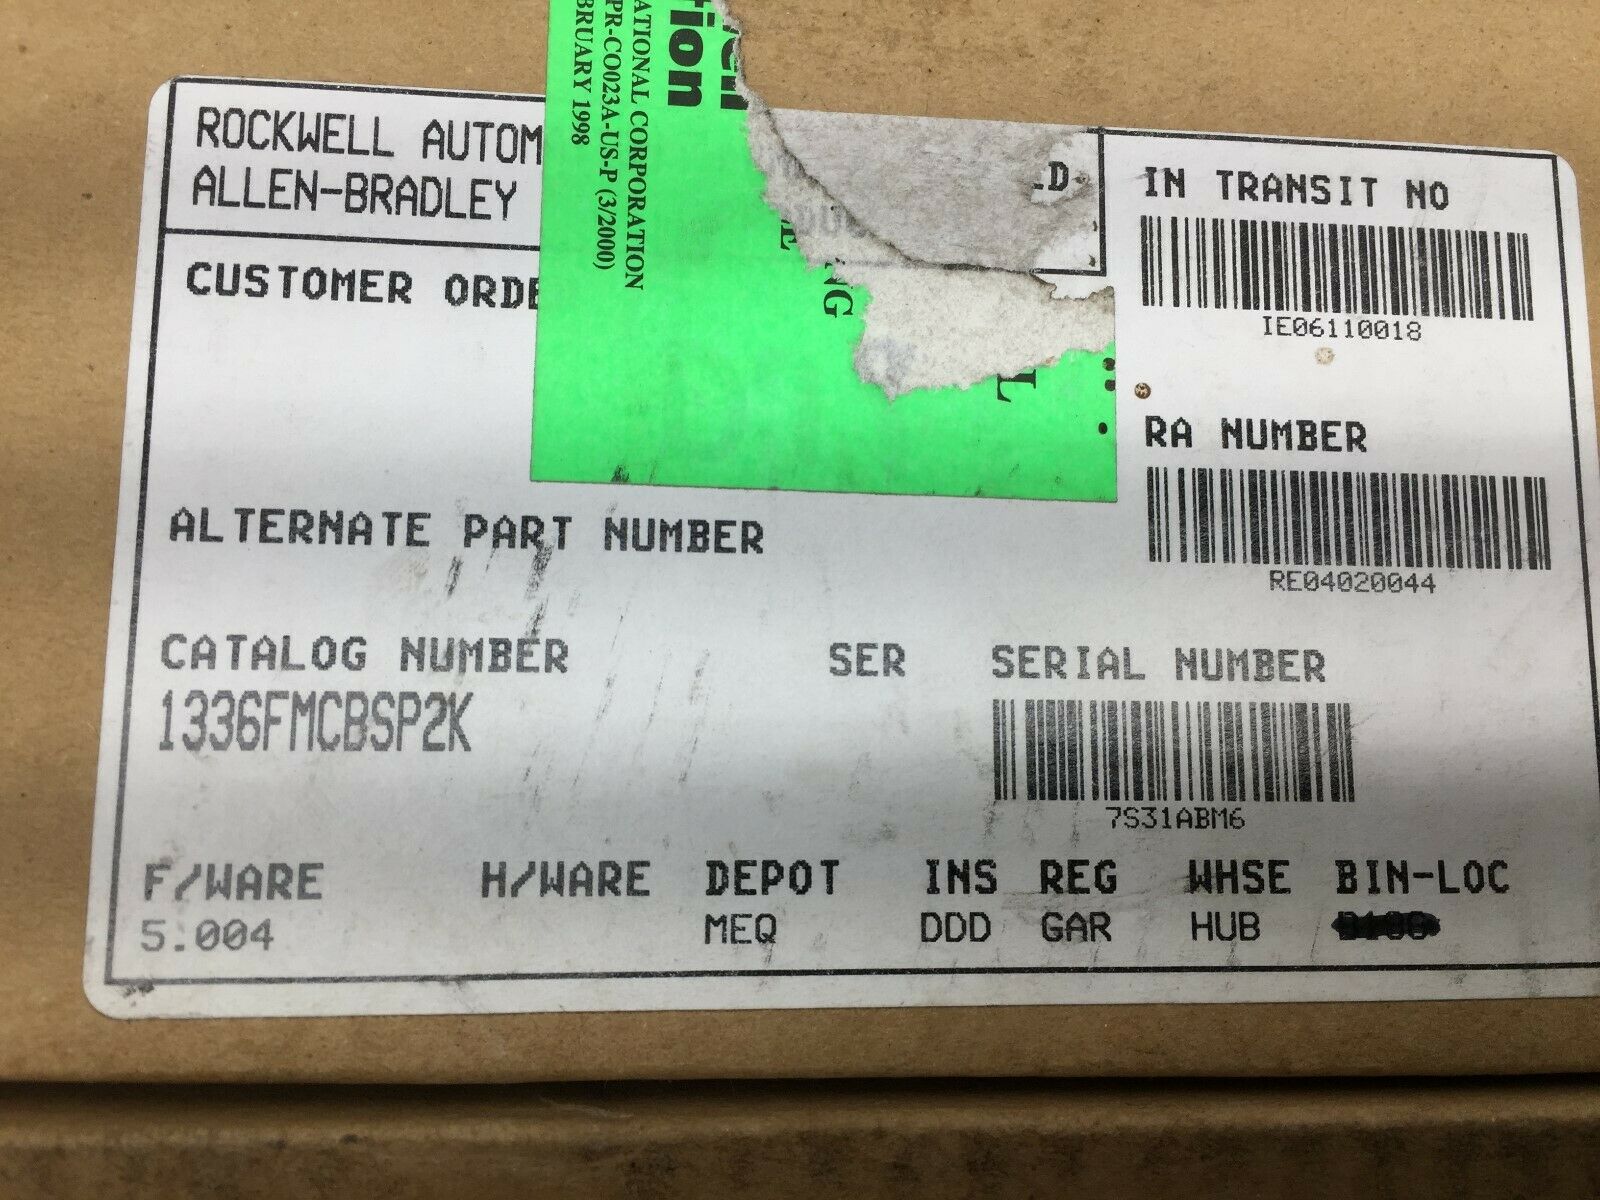 ROCKWELL AUTOM
ALLEN-BRADLEY
CUSTOMER ORDE
tion
ATIONAL CORPORATION
PR-CO023A-US-P (3/2000)
BRUARY 1998
NG
L
.D.
IN TRANSIT NO
IE06110018
RA NUMBER
RE04020044
ALTERNATE PART NUMBER
CATALOG NUMBER SER SERIAL NUMBER
1336FMCBSP2K
7S31ABM6
F/WARE H/WARE DEPOT INS REG WHSE BIN-LOC
5.004 MEQ DDD GAR HUB